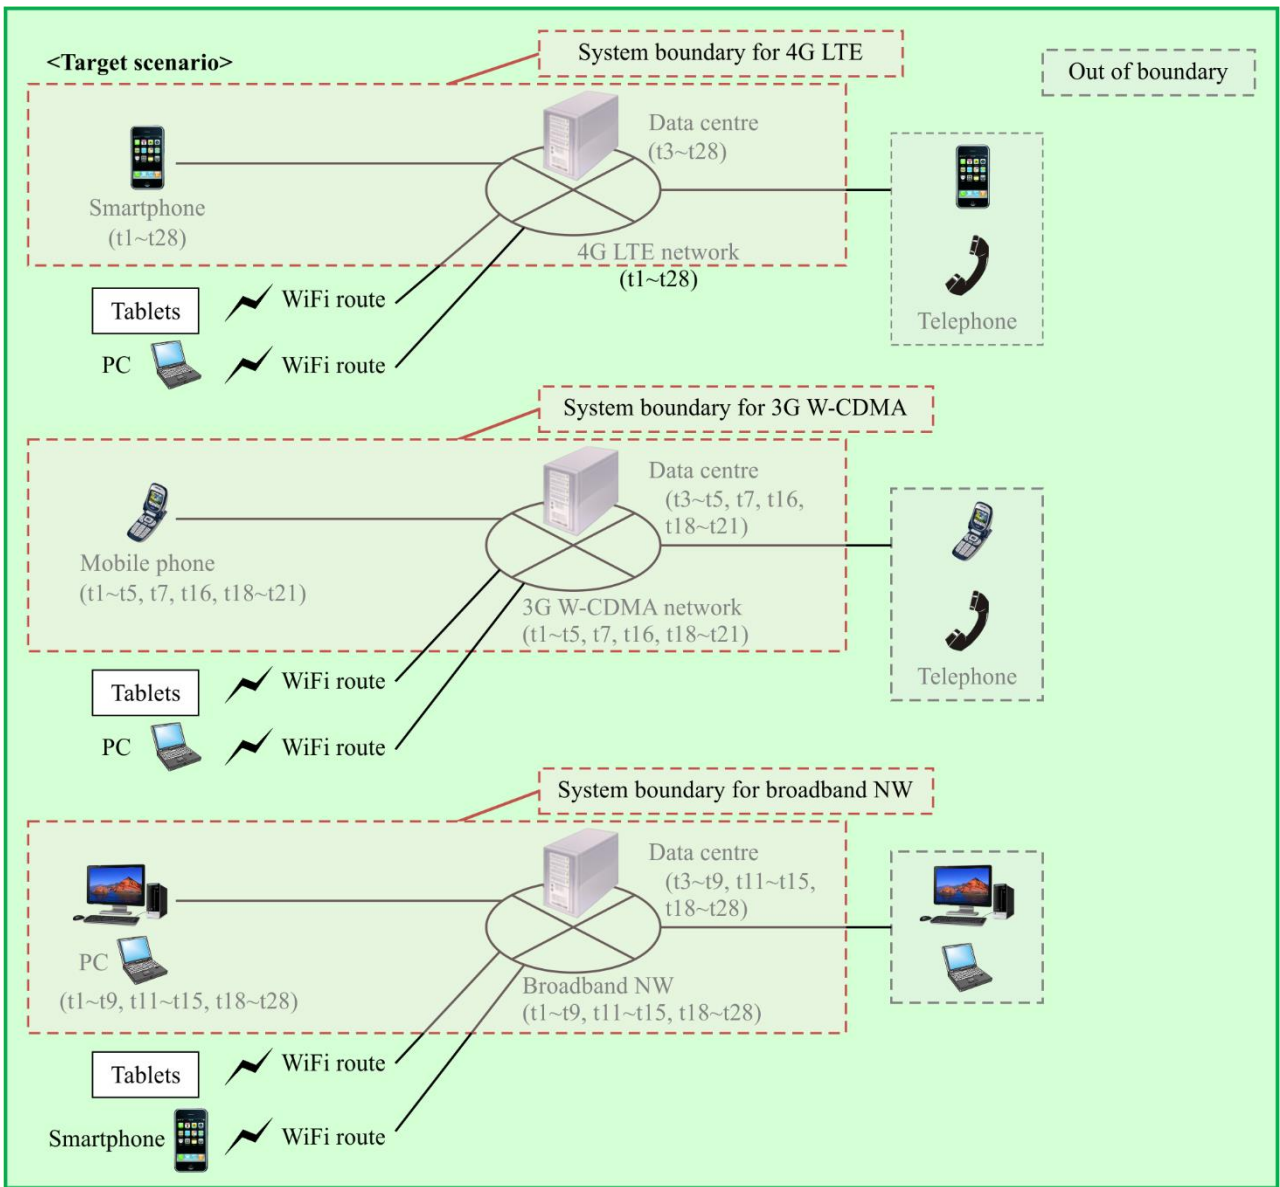 System boundary for 4G LTE
<Target scenario>
Out of boundary
Data centre
(t3~t28)
Smartphone
(t1~t28)
4G LTE network
(t1~t28)
WiFi route
Tablets
Telephone
PC
WiFi route
System boundary for 3G W-CDMA
Data centre
(t3~t5, t7, t16,
t18~t21)
Mobile phone
(t1~t5, t7, t16, t18~t21)
3G W-CDMA network
(t1~t5, t7, t16, t18~t21)
WiFi route
Tablets
Telephone
PC
WiFi route
System boundary for broadband NW
Data centre
(t3~t9, t11~t15,
t18~t28)
PC
(t1~t9, t11~t15, t18~t28)
Broadband NW
(t1~t9, t11~t15, t18~t28)
WiFi route
Tablets
Smartphone
WiFi route